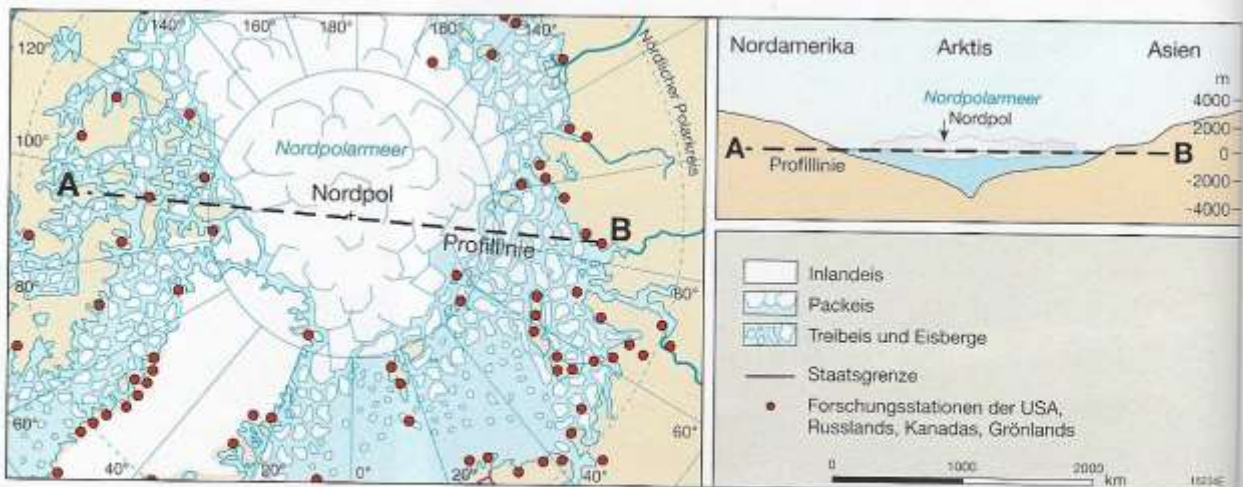 140°
160°
180°
160°
140°
120°
100°
80°
60°
40°
20°
0°
20°
40°
60°
80°
Nördlicher Polarkreis
Nordpolarmeer
Nordpol
A
B
Profillinie
Nordamerika
Arktis
Asien
m
4000
2000
0
-2000
-4000
Nordpolarmeer
Nordpol
A
B
Profillinie
Inlandeis
Packeis
Treibeis und Eisberge
Staatsgrenze
Forschungsstationen der USA,
Russlands, Kanadas, Grönlands
0
1000
2000
km